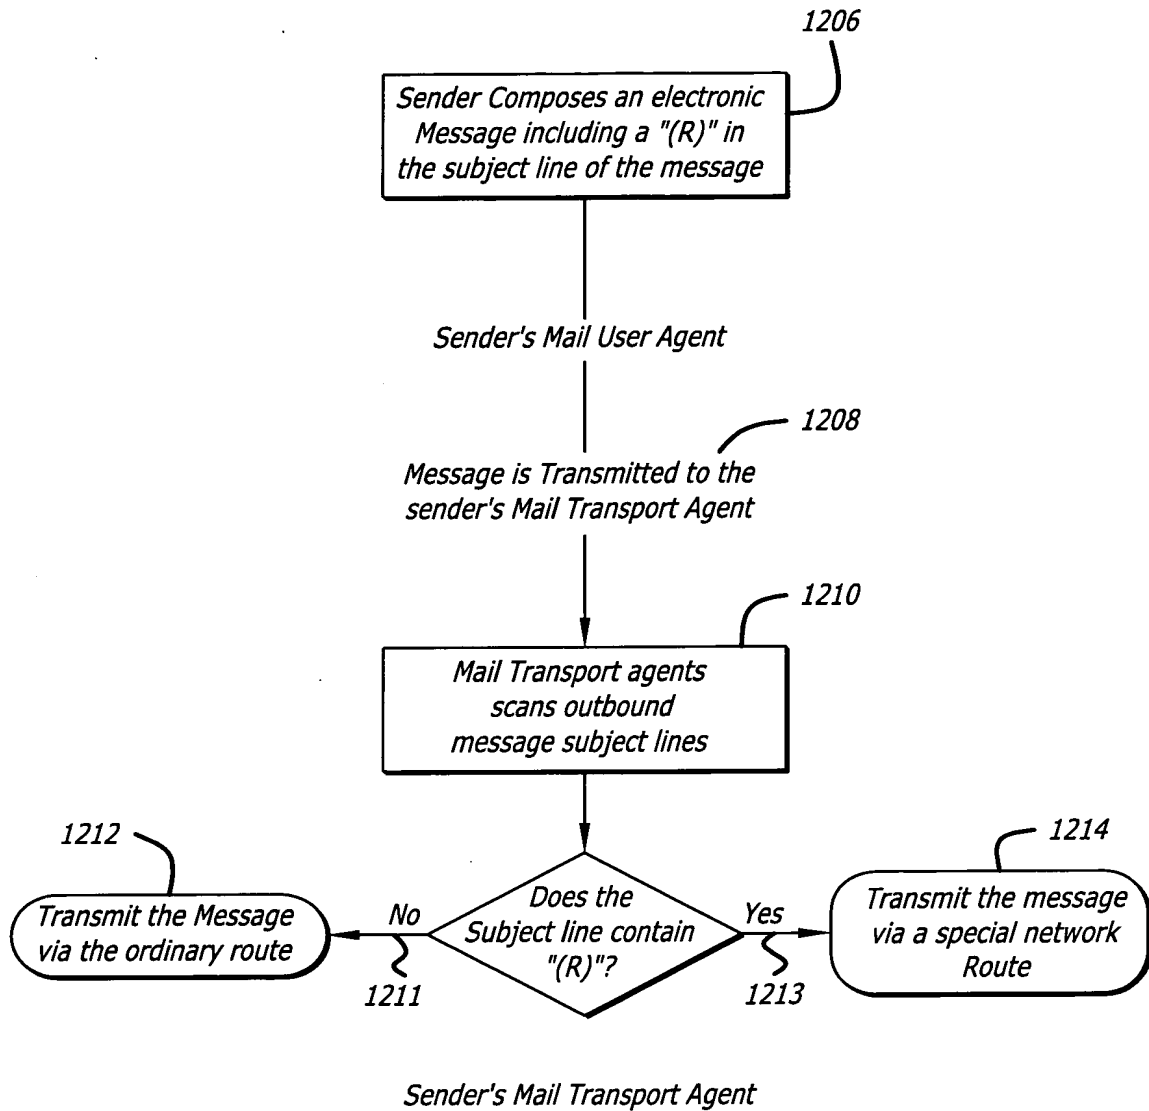 1206
Sender Composes an electronic
Message including a "(R)" in
the subject line of the message
Sender's Mail User Agent
1208
Message is Transmitted to the
sender's Mail Transport Agent
1210
Mail Transport agents
scans outbound
message subject lines
1212
1214
Transmit the Message
via the ordinary route
No
1211
Does the
Subject line contain
"(R)"?
Yes
1213
Transmit the message
via a special network
Route
Sender's Mail Transport Agent